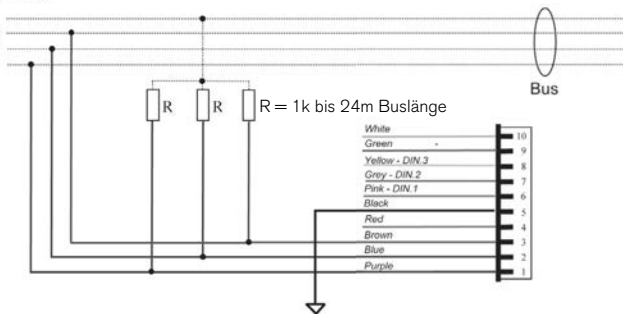 Bus
R
R
R = 1k bis 24m Buslänge
White
10
Green
9
Yellow - DIN.3
8
Grey - DIN.2
7
Pink - DIN.1
6
Black
5
Red
4
Brown
3
Blue
2
Purple
1